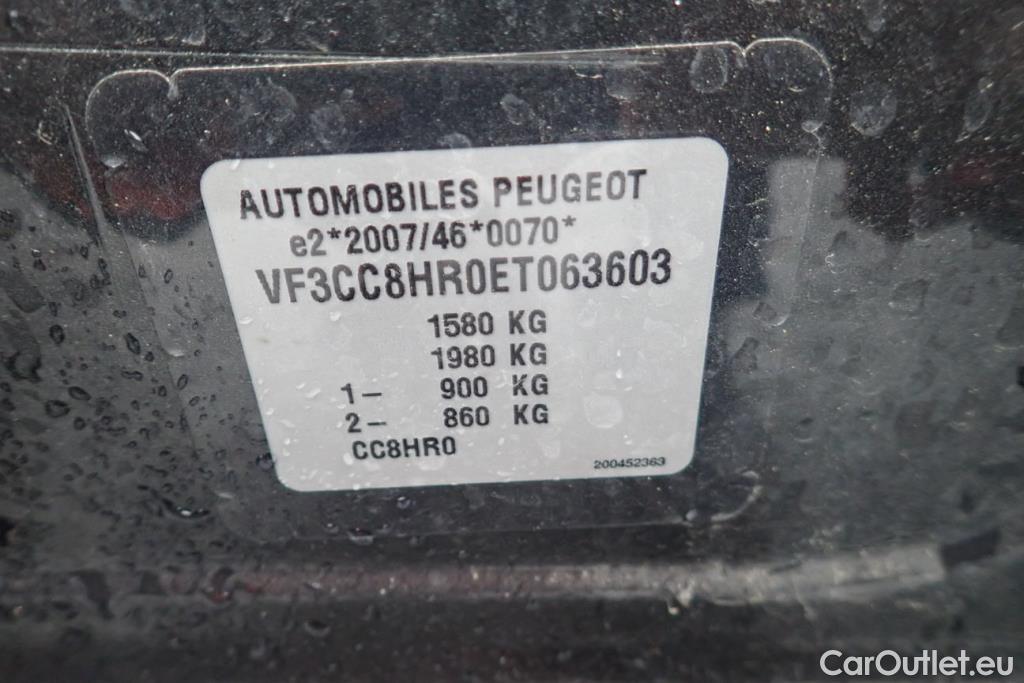 AUTOMOBILES PEUGEOT
e2*2007/46*0070*
VF3CC8HR0ET063603
1580 KG
1980 KG
1– 900 KG
2– 860 KG
CC8HR0
200452363
CarOutlet.eu